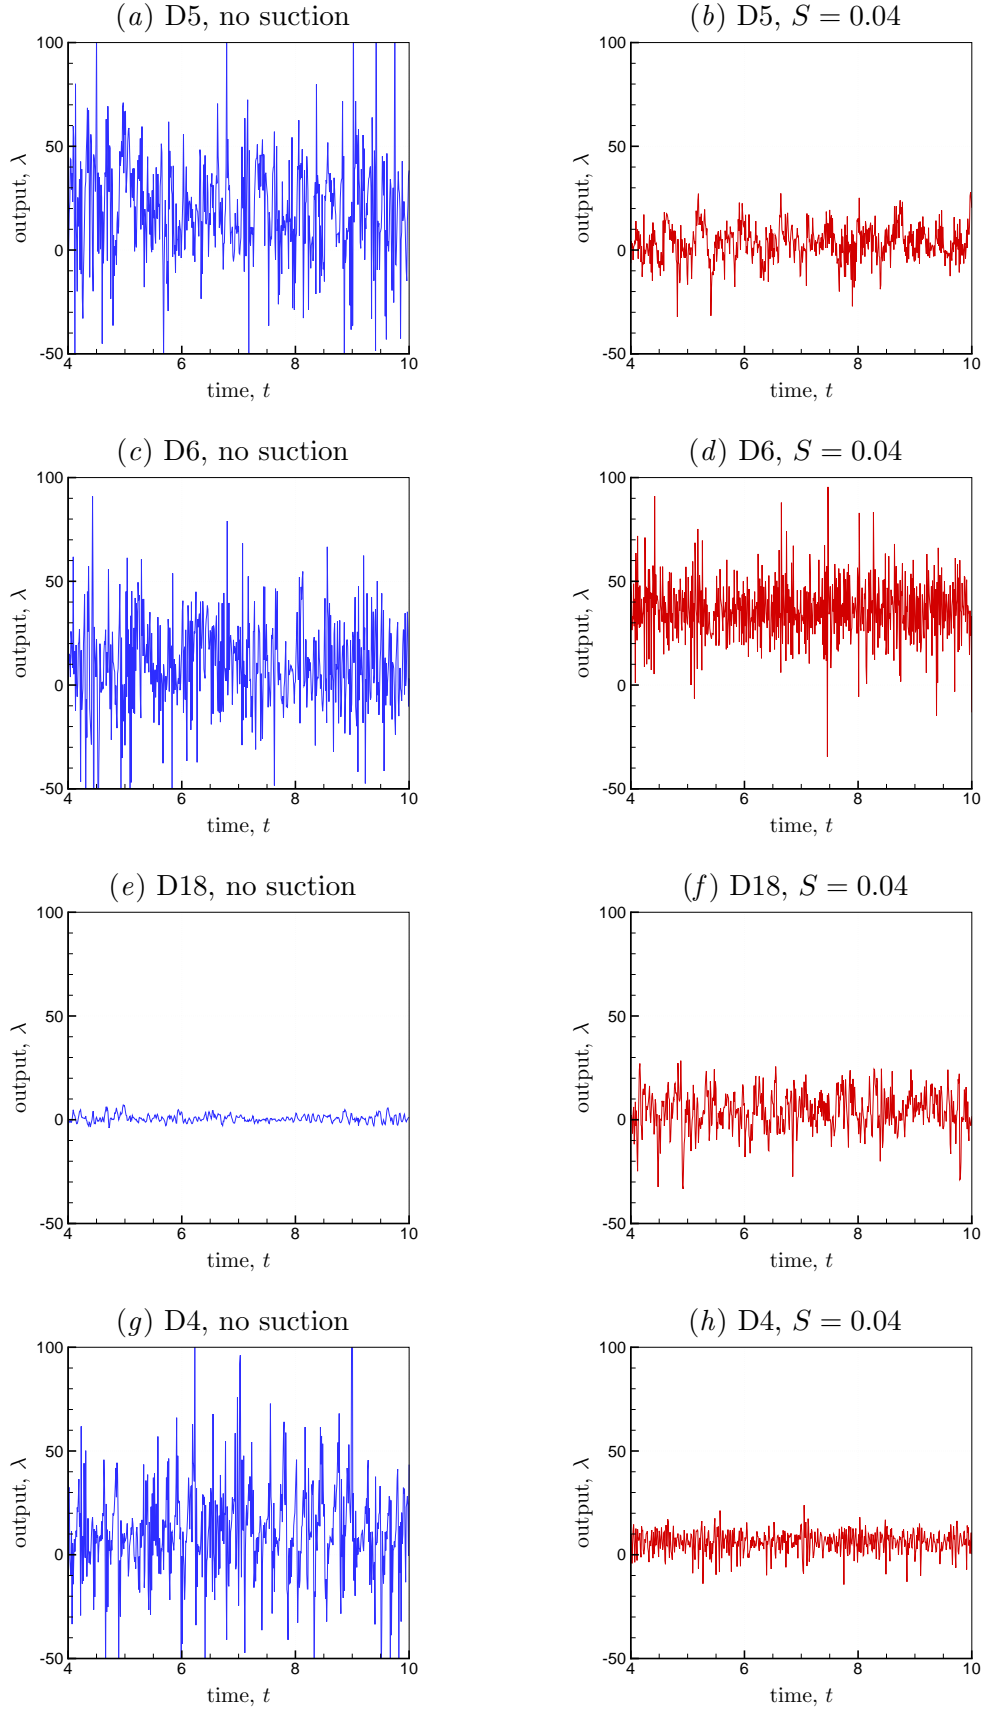 (a) D5, no suction
(b) D5, S = 0.04
100
50
0
-50
output, λ
4 6 8 10
time, t
100
50
0
-50
output, λ
4 6 8 10
time, t
(c) D6, no suction
(d) D6, S = 0.04
100
50
0
-50
output, λ
4 6 8 10
time, t
100
50
0
-50
output, λ
4 6 8 10
time, t
(e) D18, no suction
(f) D18, S = 0.04
100
50
0
-50
output, λ
4 6 8 10
time, t
100
50
0
-50
output, λ
4 6 8 10
time, t
(g) D4, no suction
(h) D4, S = 0.04
100
50
0
-50
output, λ
4 6 8 10
time, t
100
50
0
-50
output, λ
4 6 8 10
time, t